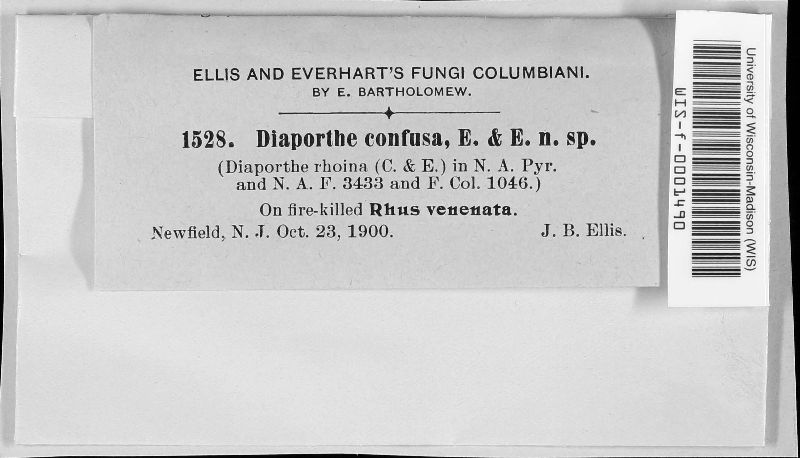 ELLIS AND EVERHART'S FUNGI COLUMBIANI.
BY E. BARTHOLOMEW.
1528. Diaporthe confusa, E. & E. n. sp.
(Diaporthe rhoina (C. & E.) in N. A. Pyr.
and N. A. F. 3433 and F. Col. 1046.)
On fire-killed Rhus venenata.
Newfield, N. J. Oct. 23, 1900. J. B. Ellis.
University of Wisconsin-Madison (WIS)
WIS-f-0001490